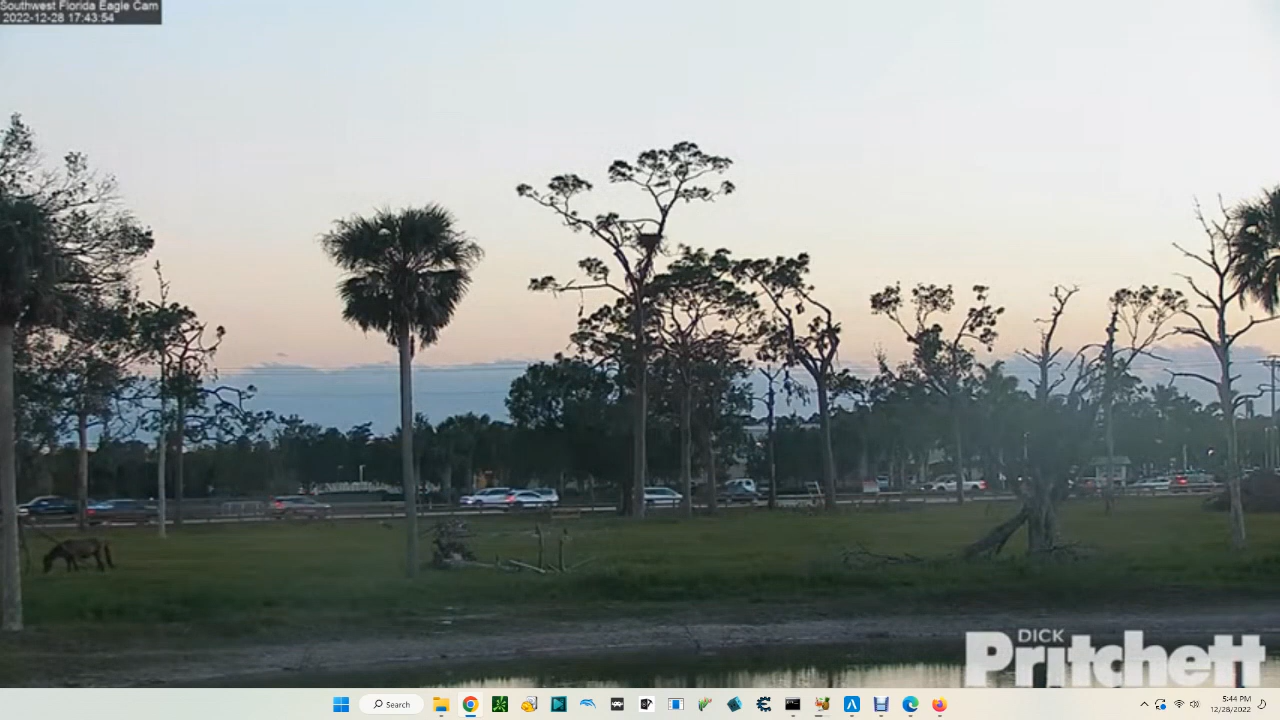 Southwest Florida Eagle Cam
2022-12-28 17:43:54
DICK
Pritchett
Search
5:44 PM
12/28/2022